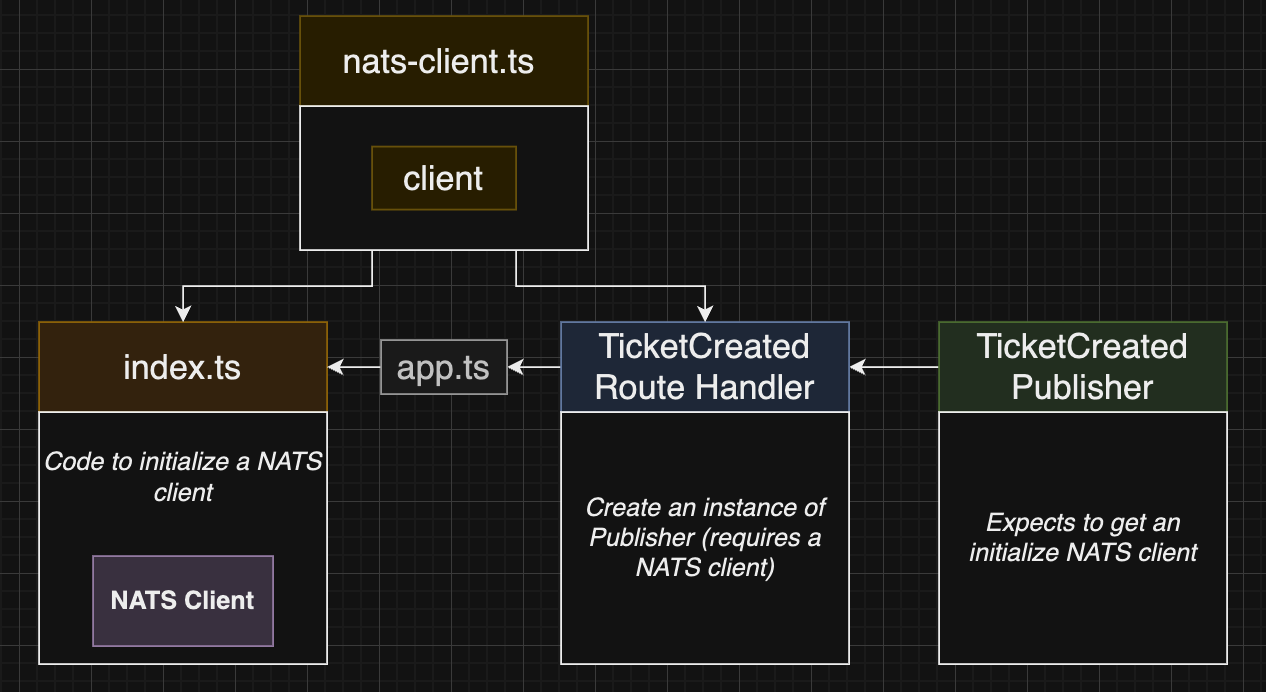 nats-client.ts
client
index.ts
app.ts
TicketCreated
Route Handler
TicketCreated
Publisher
Code to initialize a NATS
client
NATS Client
Create an instance of
Publisher (requires a
NATS client)
Expects to get an
initialize NATS client